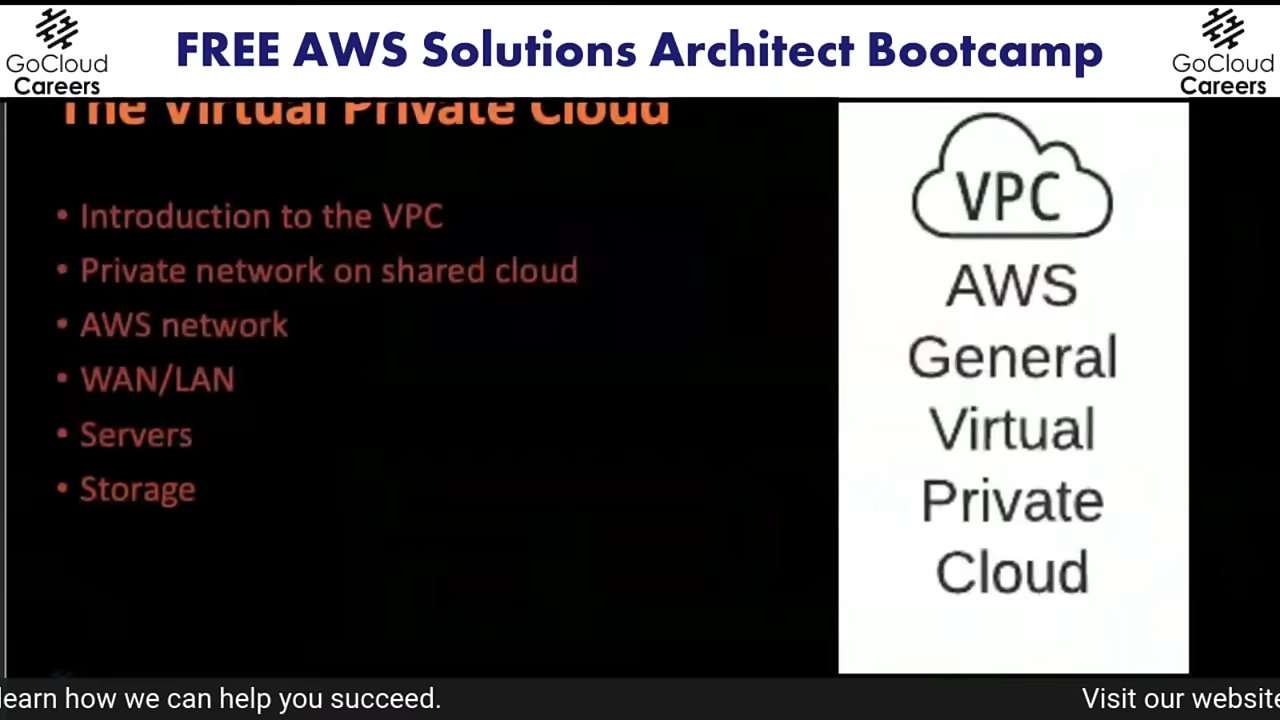 FREE AWS Solutions Architect Bootcamp
GoCloud
Careers
GoCloud
Careers
The Virtual Private Cloud
• Introduction to the VPC
• Private network on shared cloud
• AWS network
• WAN/LAN
• Servers
• Storage
VPC
AWS
General
Virtual
Private
Cloud
learn how we can help you succeed.
Visit our website